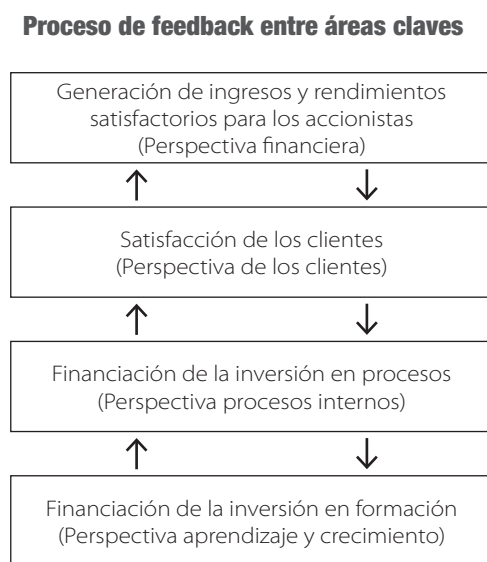 Proceso de feedback entre áreas claves
Generación de ingresos y rendimientos
satisfactorios para los accionistas
(Perspectiva financiera)
Satisfacción de los clientes
(Perspectiva de los clientes)
Financiación de la inversión en procesos
(Perspectiva procesos internos)
Financiación de la inversión en formación
(Perspectiva aprendizaje y crecimiento)